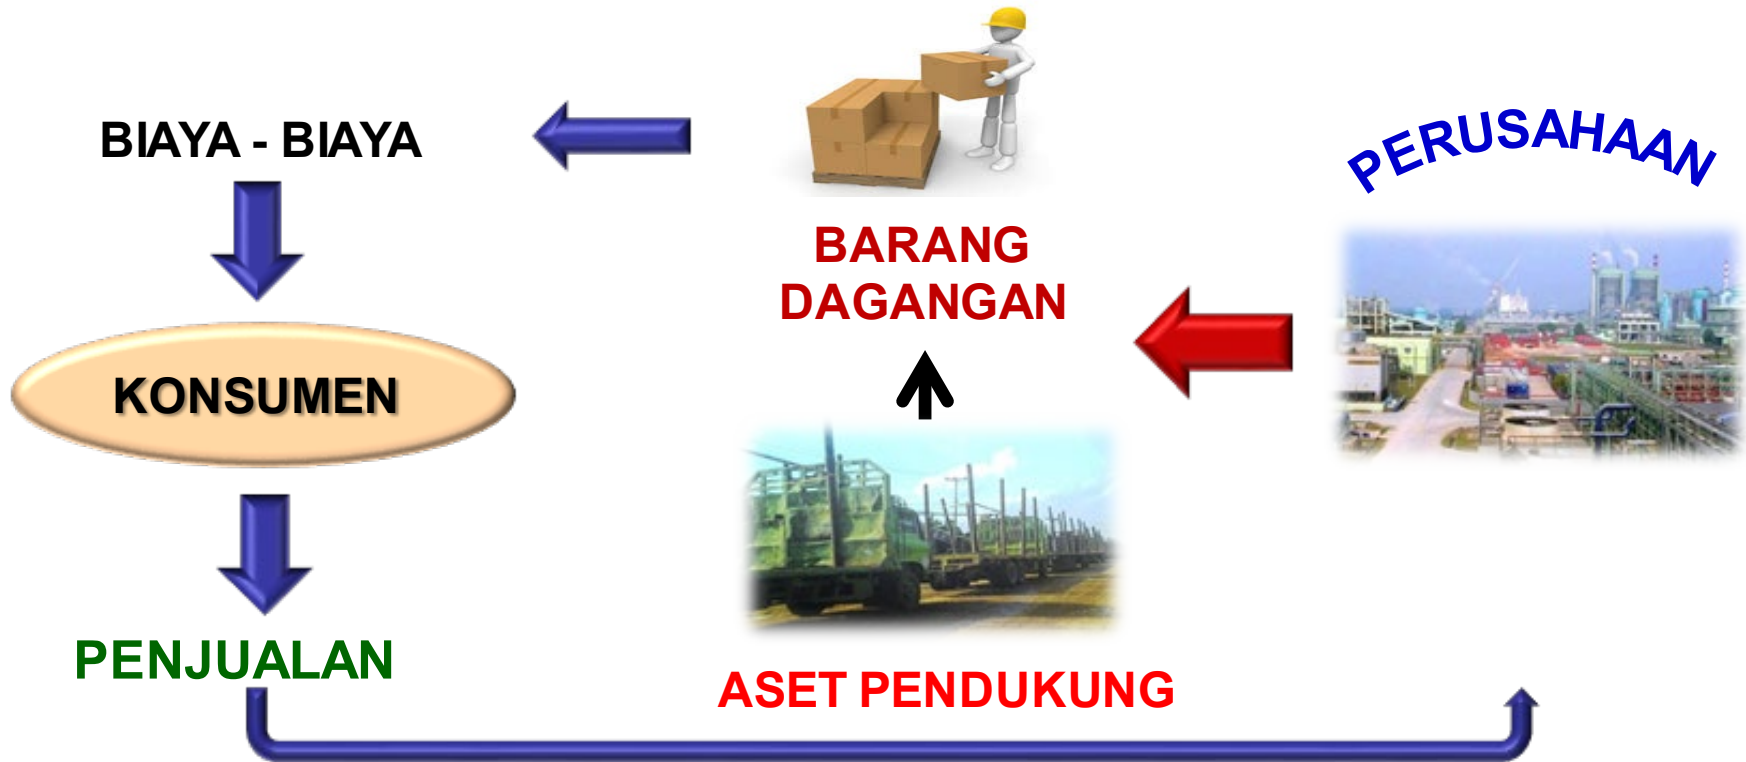 BIAYA - BIAYA
PERUSAHAAN
BARANG
DAGANGAN
KONSUMEN
PENJUALAN
ASET PENDUKUNG